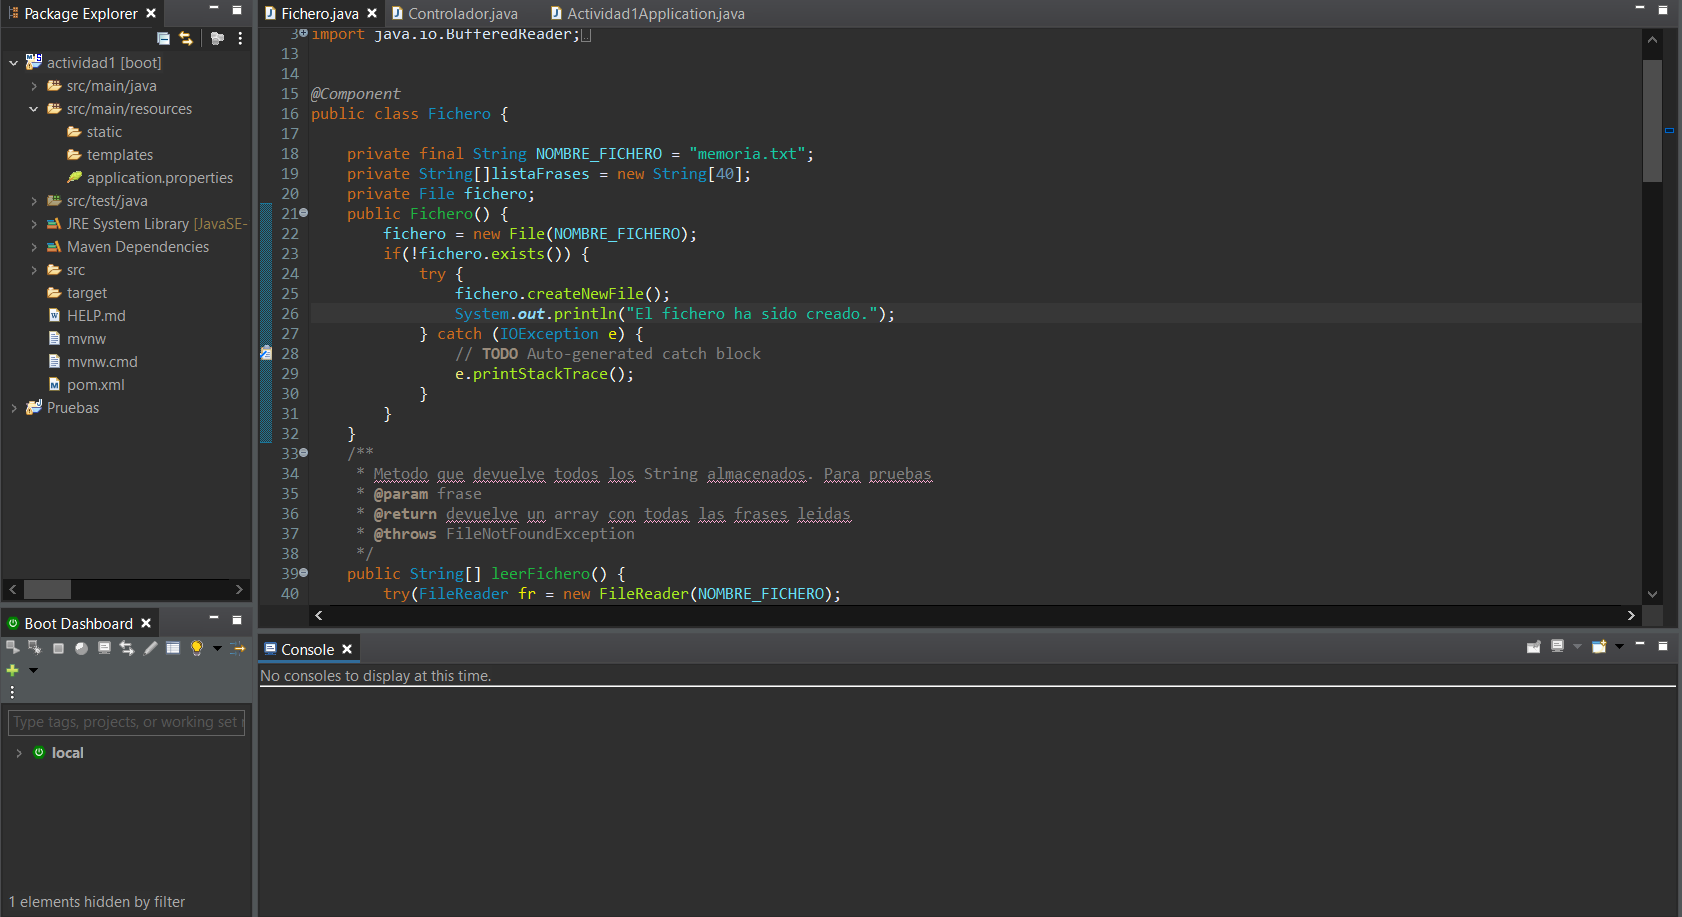 Package Explorer
actividad1 [boot]
src/main/java
src/main/resources
static
templates
application.properties
src/test/java
JRE System Library [JavaSE-
Maven Dependencies
src
target
HELP.md
mvnw
mvnw.cmd
pom.xml
Pruebas
Boot Dashboard
Type tags, projects, or working set
local
1 elements hidden by filter
Fichero.java Controlador.java Actividad1Application.java
3 import java.io.BufferedReader;
13
14
15 @Component
16 public class Fichero {
17
18 private final String NOMBRE_FICHERO = "memoria.txt";
19 private String[]listaFrases = new String[40];
20 private File fichero;
21 public Fichero() {
22 fichero = new File(NOMBRE_FICHERO);
23 if(!fichero.exists()) {
24 try {
25 fichero.createNewFile();
26 System.out.println("El fichero ha sido creado.");
27 } catch (IOException e) {
28 // TODO Auto-generated catch block
29 e.printStackTrace();
30 }
31 }
32 }
33 /**
34 * Metodo que devuelve todos los String almacenados. Para pruebas
35 * @param frase
36 * @return devuelve un array con todas las frases leidas
37 * @throws FileNotFoundException
38 */
39 public String[] leerFichero() {
40 try(FileReader fr = new FileReader(NOMBRE_FICHERO);
Console
No consoles to display at this time.